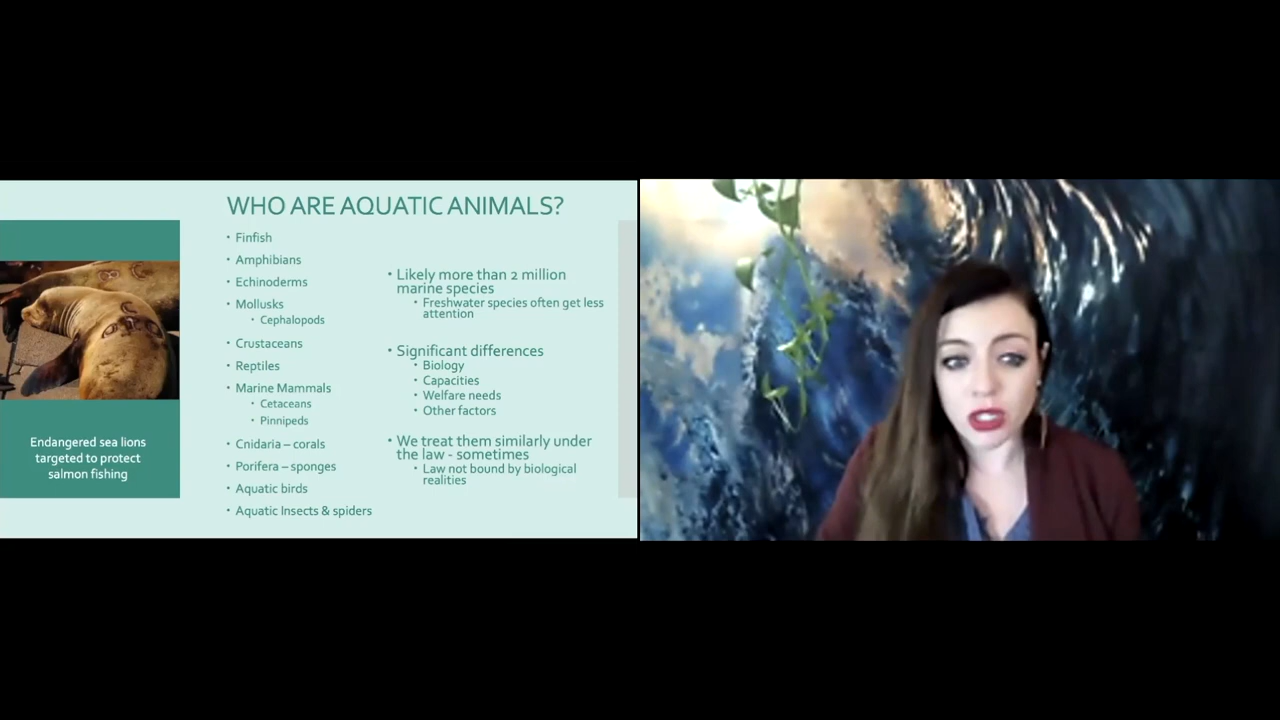 WHO ARE AQUATIC ANIMALS?
Endangered sea lions
targeted to protect
salmon fishing
• Finfish
• Amphibians
• Echinoderms
• Mollusks
• Cephalopods
• Crustaceans
• Reptiles
• Marine Mammals
• Cetaceans
• Pinnipeds
• Cnidaria – corals
• Porifera – sponges
• Aquatic birds
• Aquatic Insects & spiders
• Likely more than 2 million
marine species
• Freshwater species often get less
attention
• Significant differences
• Biology
• Capacities
• Welfare needs
• Other factors
• We treat them similarly under
the law - sometimes
• Law not bound by biological
realities